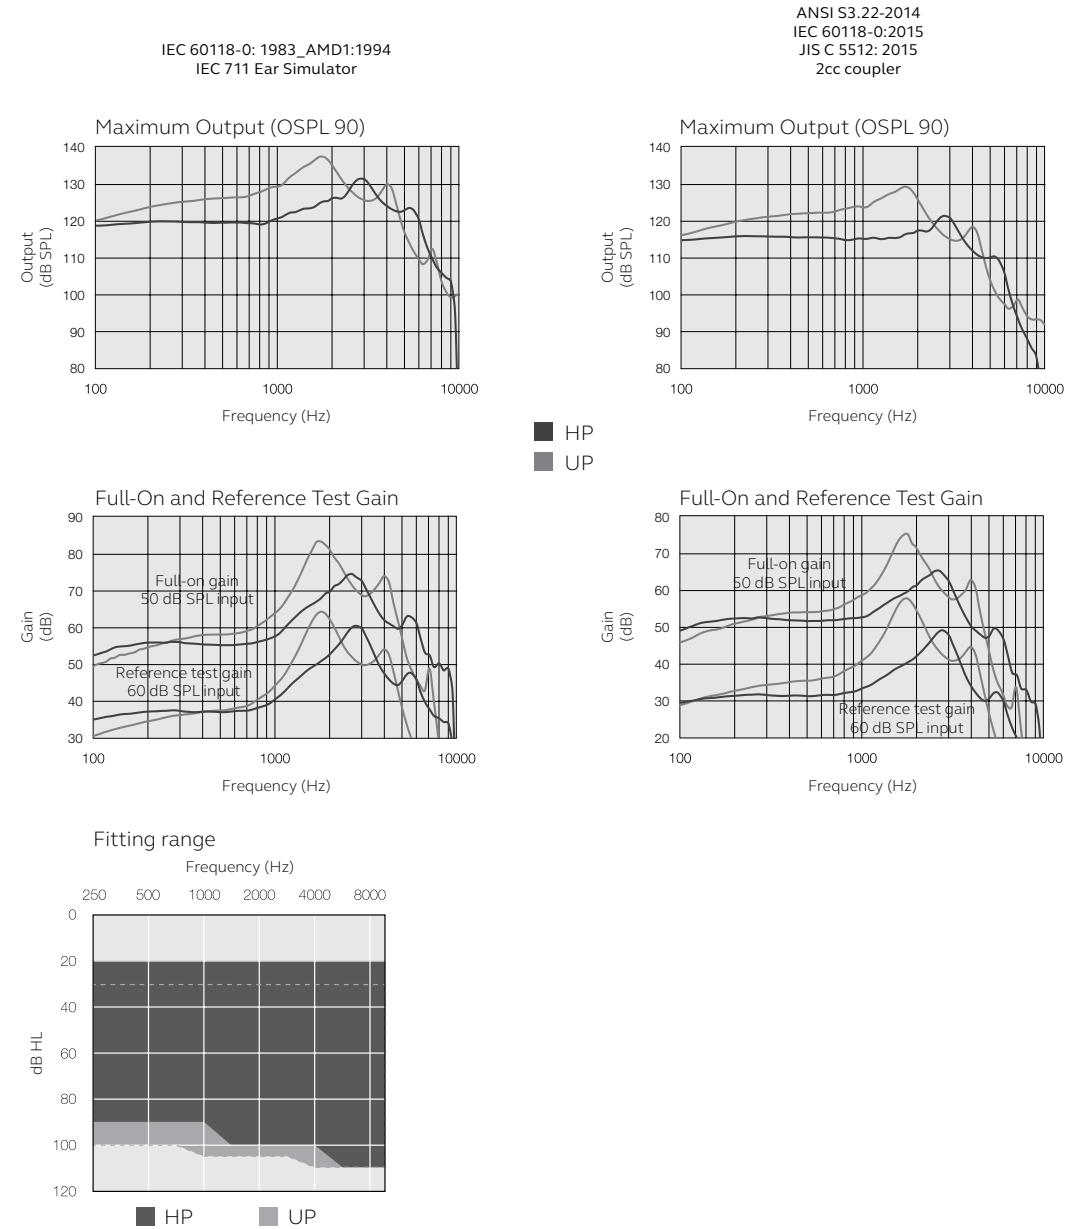 IEC 60118-0: 1983_AMD1:1994
IEC 711 Ear Simulator
ANSI S3.22-2014
IEC 60118-0:2015
JIS C 5512: 2015
2cc coupler
Maximum Output (OSPL 90)
140
130
120
110
100
90
80
Output
(dB SPL)
100
1000
10000
Frequency (Hz)
Maximum Output (OSPL 90)
140
130
120
110
100
90
80
Output
(dB SPL)
100
1000
10000
Frequency (Hz)
HP
UP
Full-On and Reference Test Gain
90
80
70
60
50
40
30
Gain
(dB)
Full-on gain
50 dB SPL input
Reference test gain
60 dB SPL input
100
1000
10000
Frequency (Hz)
Full-On and Reference Test Gain
80
70
60
50
40
30
20
Gain
(dB)
Full-on gain
50 dB SPL input
Reference test gain
60 dB SPL input
100
1000
10000
Frequency (Hz)
Fitting range
Frequency (Hz)
250 500 1000 2000 4000 8000
0
20
40
60
80
100
120
dB HL
HP
UP